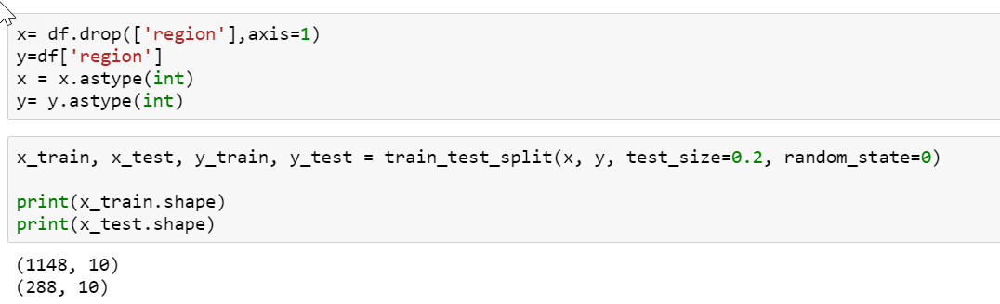 x= df.drop(['region'],axis=1)
y=df['region']
x = x.astype(int)
y= y.astype(int)
x_train, x_test, y_train, y_test = train_test_split(x, y, test_size=0.2, random_state=0)
print(x_train.shape)
print(x_test.shape)
(1148, 10)
(288, 10)